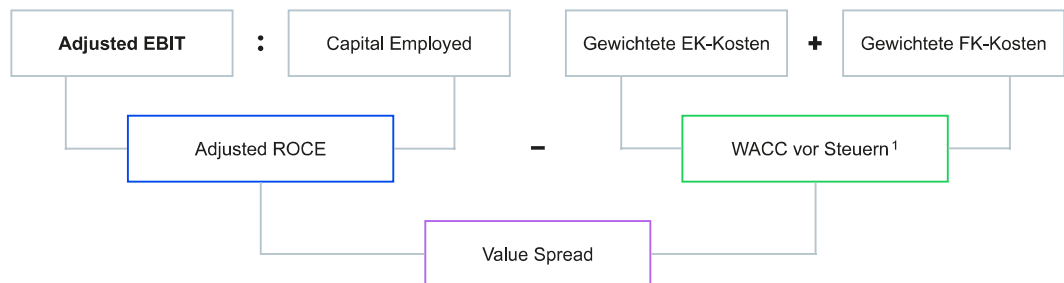 Adjusted EBIT : Capital Employed Gewichtete EK-Kosten + Gewichtete FK-Kosten
Adjusted ROCE – WACC vor Steuern¹
Value Spread